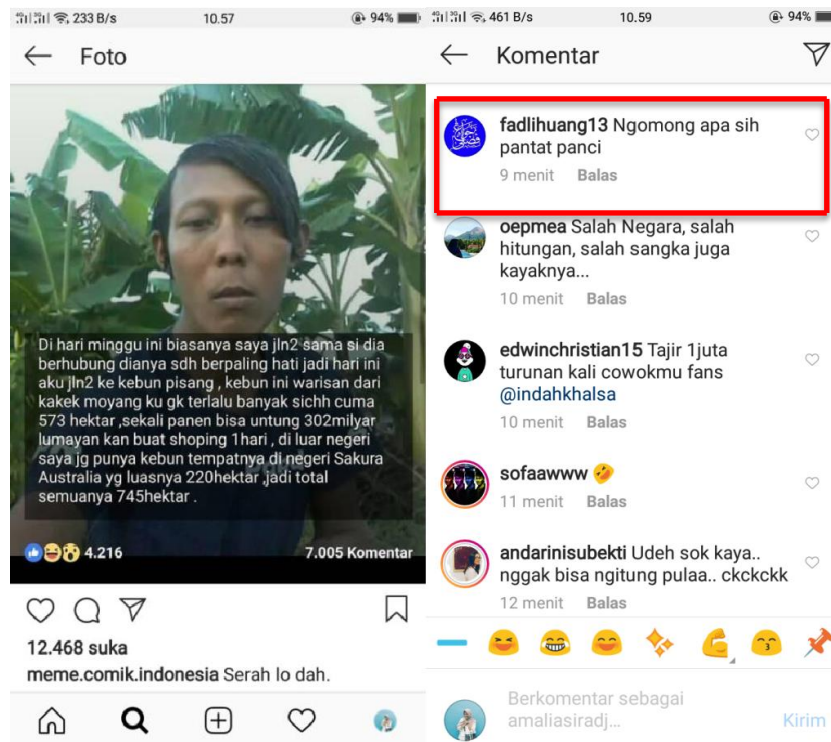 233 B/s 10.57 94%
Foto
Di hari minggu ini biasanya saya jln2 sama si dia
berhubung dianya sdh berpaling hati jadi hari ini
aku jln2 ke kebun pisang , kebun ini warisan dari
kakek moyang ku gk terlalu banyak sichh cuma
573 hektar ,sekali panen bisa untung 302milyar
lumayan kan buat shoping 1hari , di luar negeri
saya jg punya kebun tempatnya di negeri Sakura
Australia yg luasnya 220hektar ,jadi total
semuanya 745hektar .
4.216 7.005 Komentar
12.468 suka
meme.comik.indonesia Serah lo dah.
461 B/s 10.59 94%
Komentar
fadlihuang13 Ngomong apa sih
pantat panci
9 menit Balas
oepmea Salah Negara, salah
hitungan, salah sangka juga
kayaknya...
10 menit Balas
edwinchristian15 Tajir 1juta
turunan kali cowokmu fans
@indahkhalsa
10 menit Balas
sofaawww 🤣
11 menit Balas
andarinisubekti Udeh sok kaya..
nggak bisa ngitung pulaa.. ckckckk
12 menit Balas
Berkomentar sebagai
amaliasiradj... Kirim